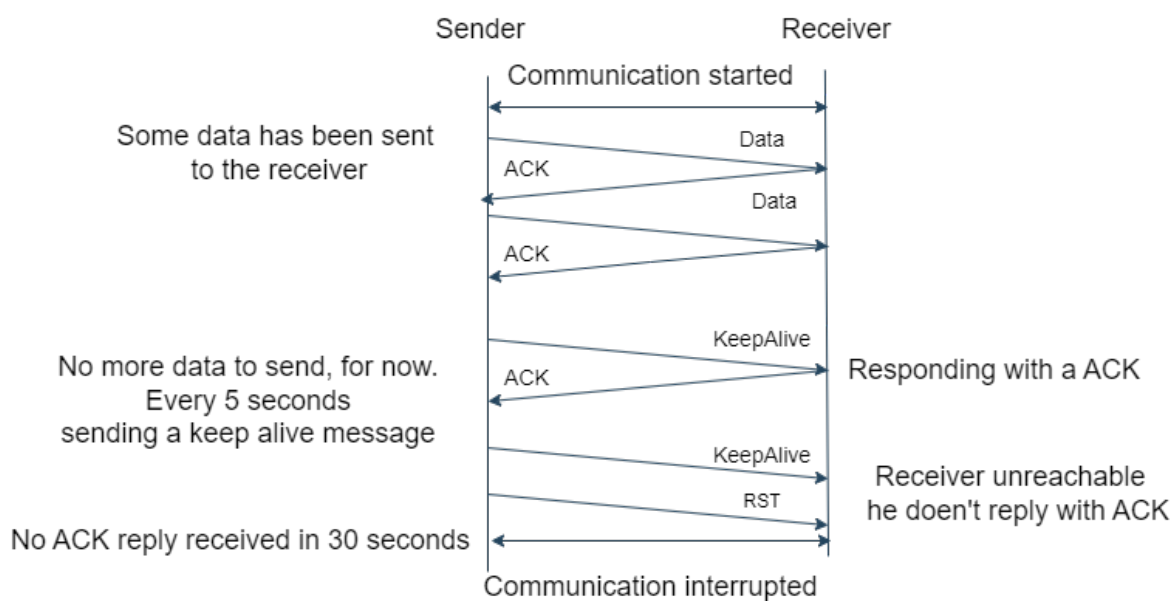 Sender
Receiver
Communication started
Some data has been sent
to the receiver
Data
ACK
Data
ACK
No more data to send, for now.
Every 5 seconds
sending a keep alive message
KeepAlive
ACK
Responding with a ACK
KeepAlive
Receiver unreachable
he doen't reply with ACK
RST
No ACK reply received in 30 seconds
Communication interrupted